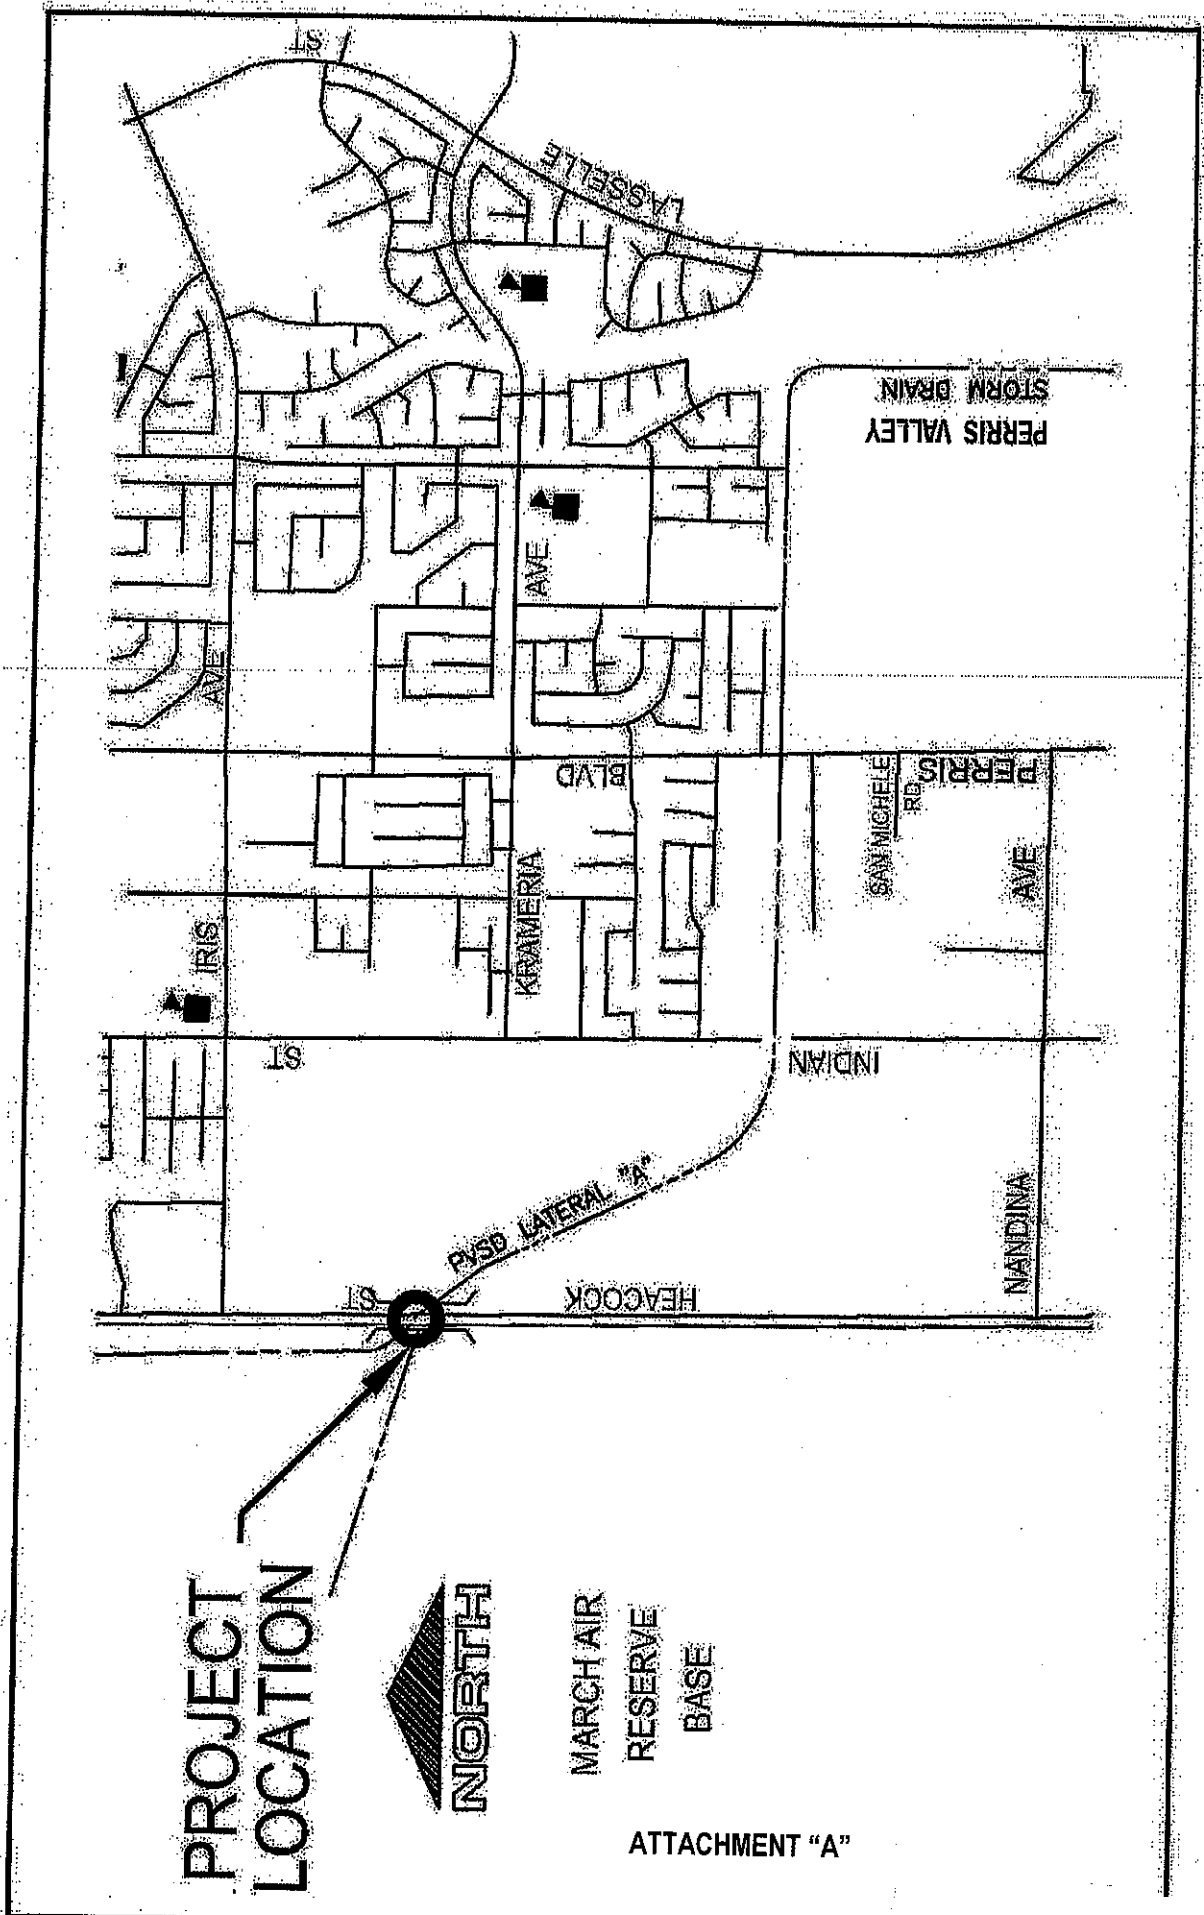 PROJECT
LOCATION
NORTH
MARCH AIR
RESERVE
BASE
ATTACHMENT “A”
IRIS
AVE
KRAMERIA
AVE
NANDINA
AVE
SAN MICHELE
RD
HEACOCK
ST
INDIAN
ST
PERRIS
BLVD
LASSELLE
ST
PVSD LATERAL "A"
PERRIS VALLEY
STORM DRAIN